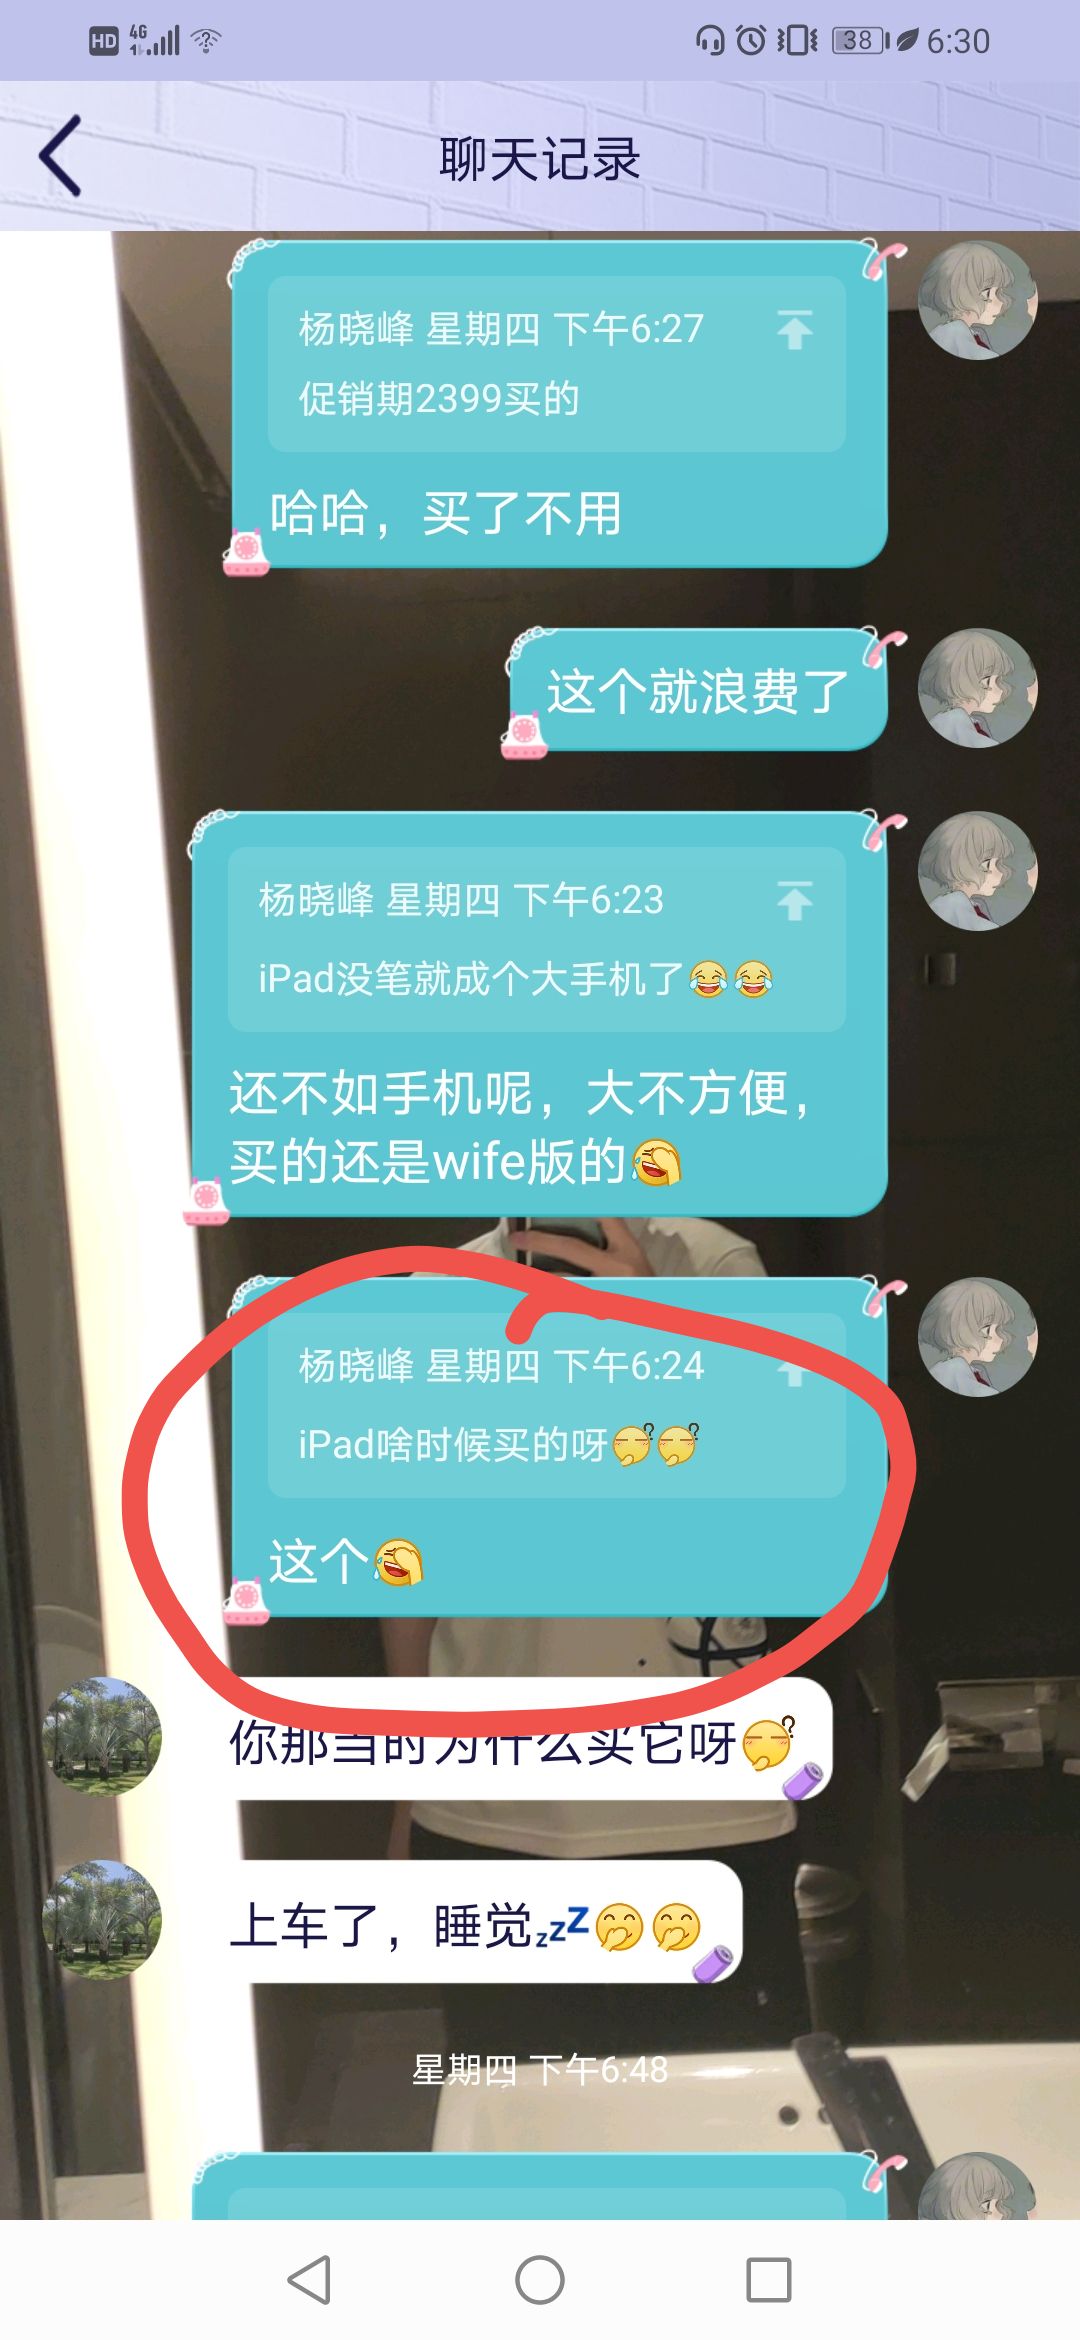 HD 4G 38 6:30
聊天记录
杨晓峰 星期四 下午6:27
促销期2399买的
哈哈，买了不用
这个就浪费了
杨晓峰 星期四 下午6:23
iPad没笔就成个大手机了😂😂
还不如手机呢，大不方便，
买的还是wife版的
杨晓峰 星期四 下午6:24
iPad啥时候买的呀
这个
你那当时为什么买它呀
上车了，睡觉💤
星期四 下午6:48